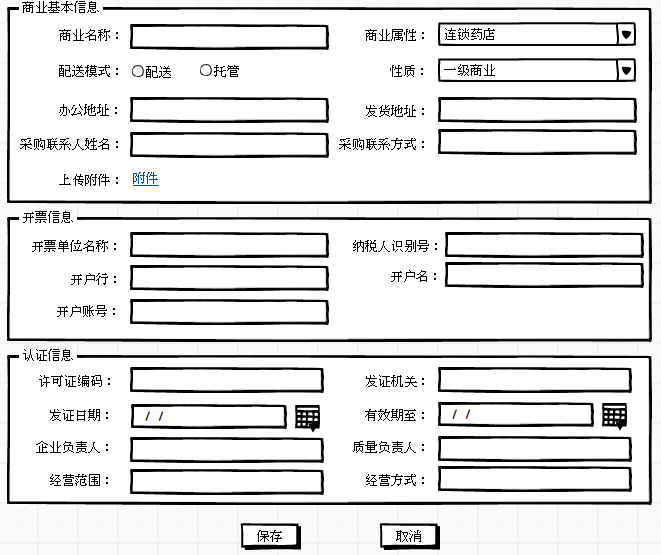 商业基本信息
商业名称： 商业属性： 连锁药店
配送模式： 配送 托管 性质： 一级商业
办公地址： 发货地址：
采购联系人姓名： 采购联系方式：
上传附件： 附件
开票信息
开票单位名称： 纳税人识别号：
开户行： 开户名：
开户账号：
认证信息
许可证编码： 发证机关：
发证日期： / / 有效期至： / /
企业负责人： 质量负责人：
经营范围： 经营方式：
保存 取消